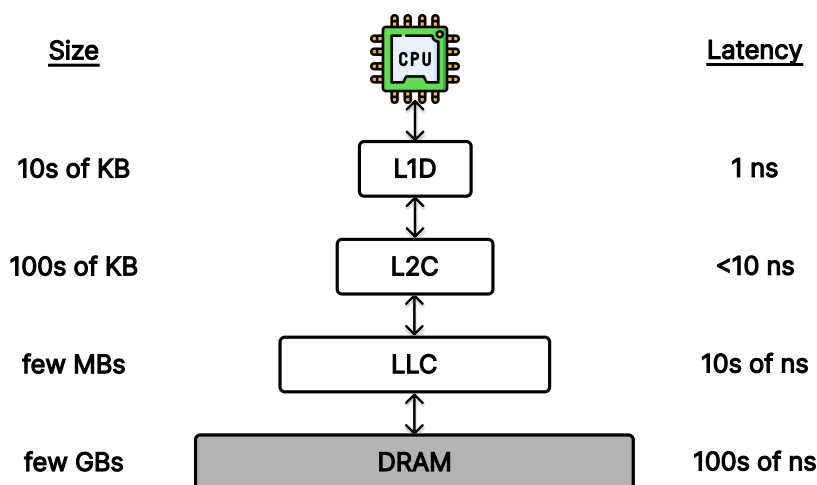 Size
CPU
Latency
10s of KB
L1D
1 ns
100s of KB
L2C
<10 ns
few MBs
LLC
10s of ns
few GBs
DRAM
100s of ns